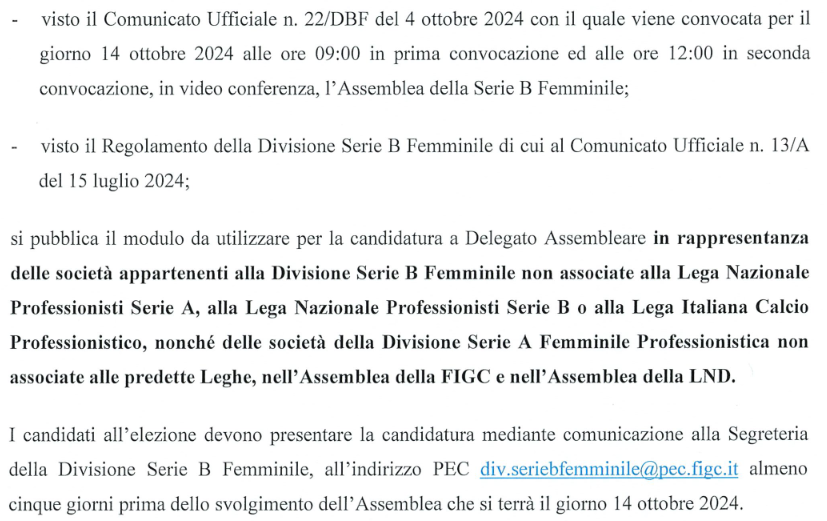 - visto il Comunicato Ufficiale n. 22/DBF del 4 ottobre 2024 con il quale viene convocata per il
giorno 14 ottobre 2024 alle ore 09:00 in prima convocazione ed alle ore 12:00 in seconda
convocazione, in video conferenza, l’Assemblea della Serie B Femminile;
- visto il Regolamento della Divisione Serie B Femminile di cui al Comunicato Ufficiale n. 13/A
del 15 luglio 2024;
si pubblica il modulo da utilizzare per la candidatura a Delegato Assembleare in rappresentanza
delle società appartenenti alla Divisione Serie B Femminile non associate alla Lega Nazionale
Professionisti Serie A, alla Lega Nazionale Professionisti Serie B o alla Lega Italiana Calcio
Professionistico, nonché delle società della Divisione Serie A Femminile Professionistica non
associate alle predette Leghe, nell’Assemblea della FIGC e nell’Assemblea della LND.
I candidati all’elezione devono presentare la candidatura mediante comunicazione alla Segreteria
della Divisione Serie B Femminile, all’indirizzo PEC div.seriebfemminile@pec.figc.it almeno
cinque giorni prima dello svolgimento dell’Assemblea che si terrà il giorno 14 ottobre 2024.